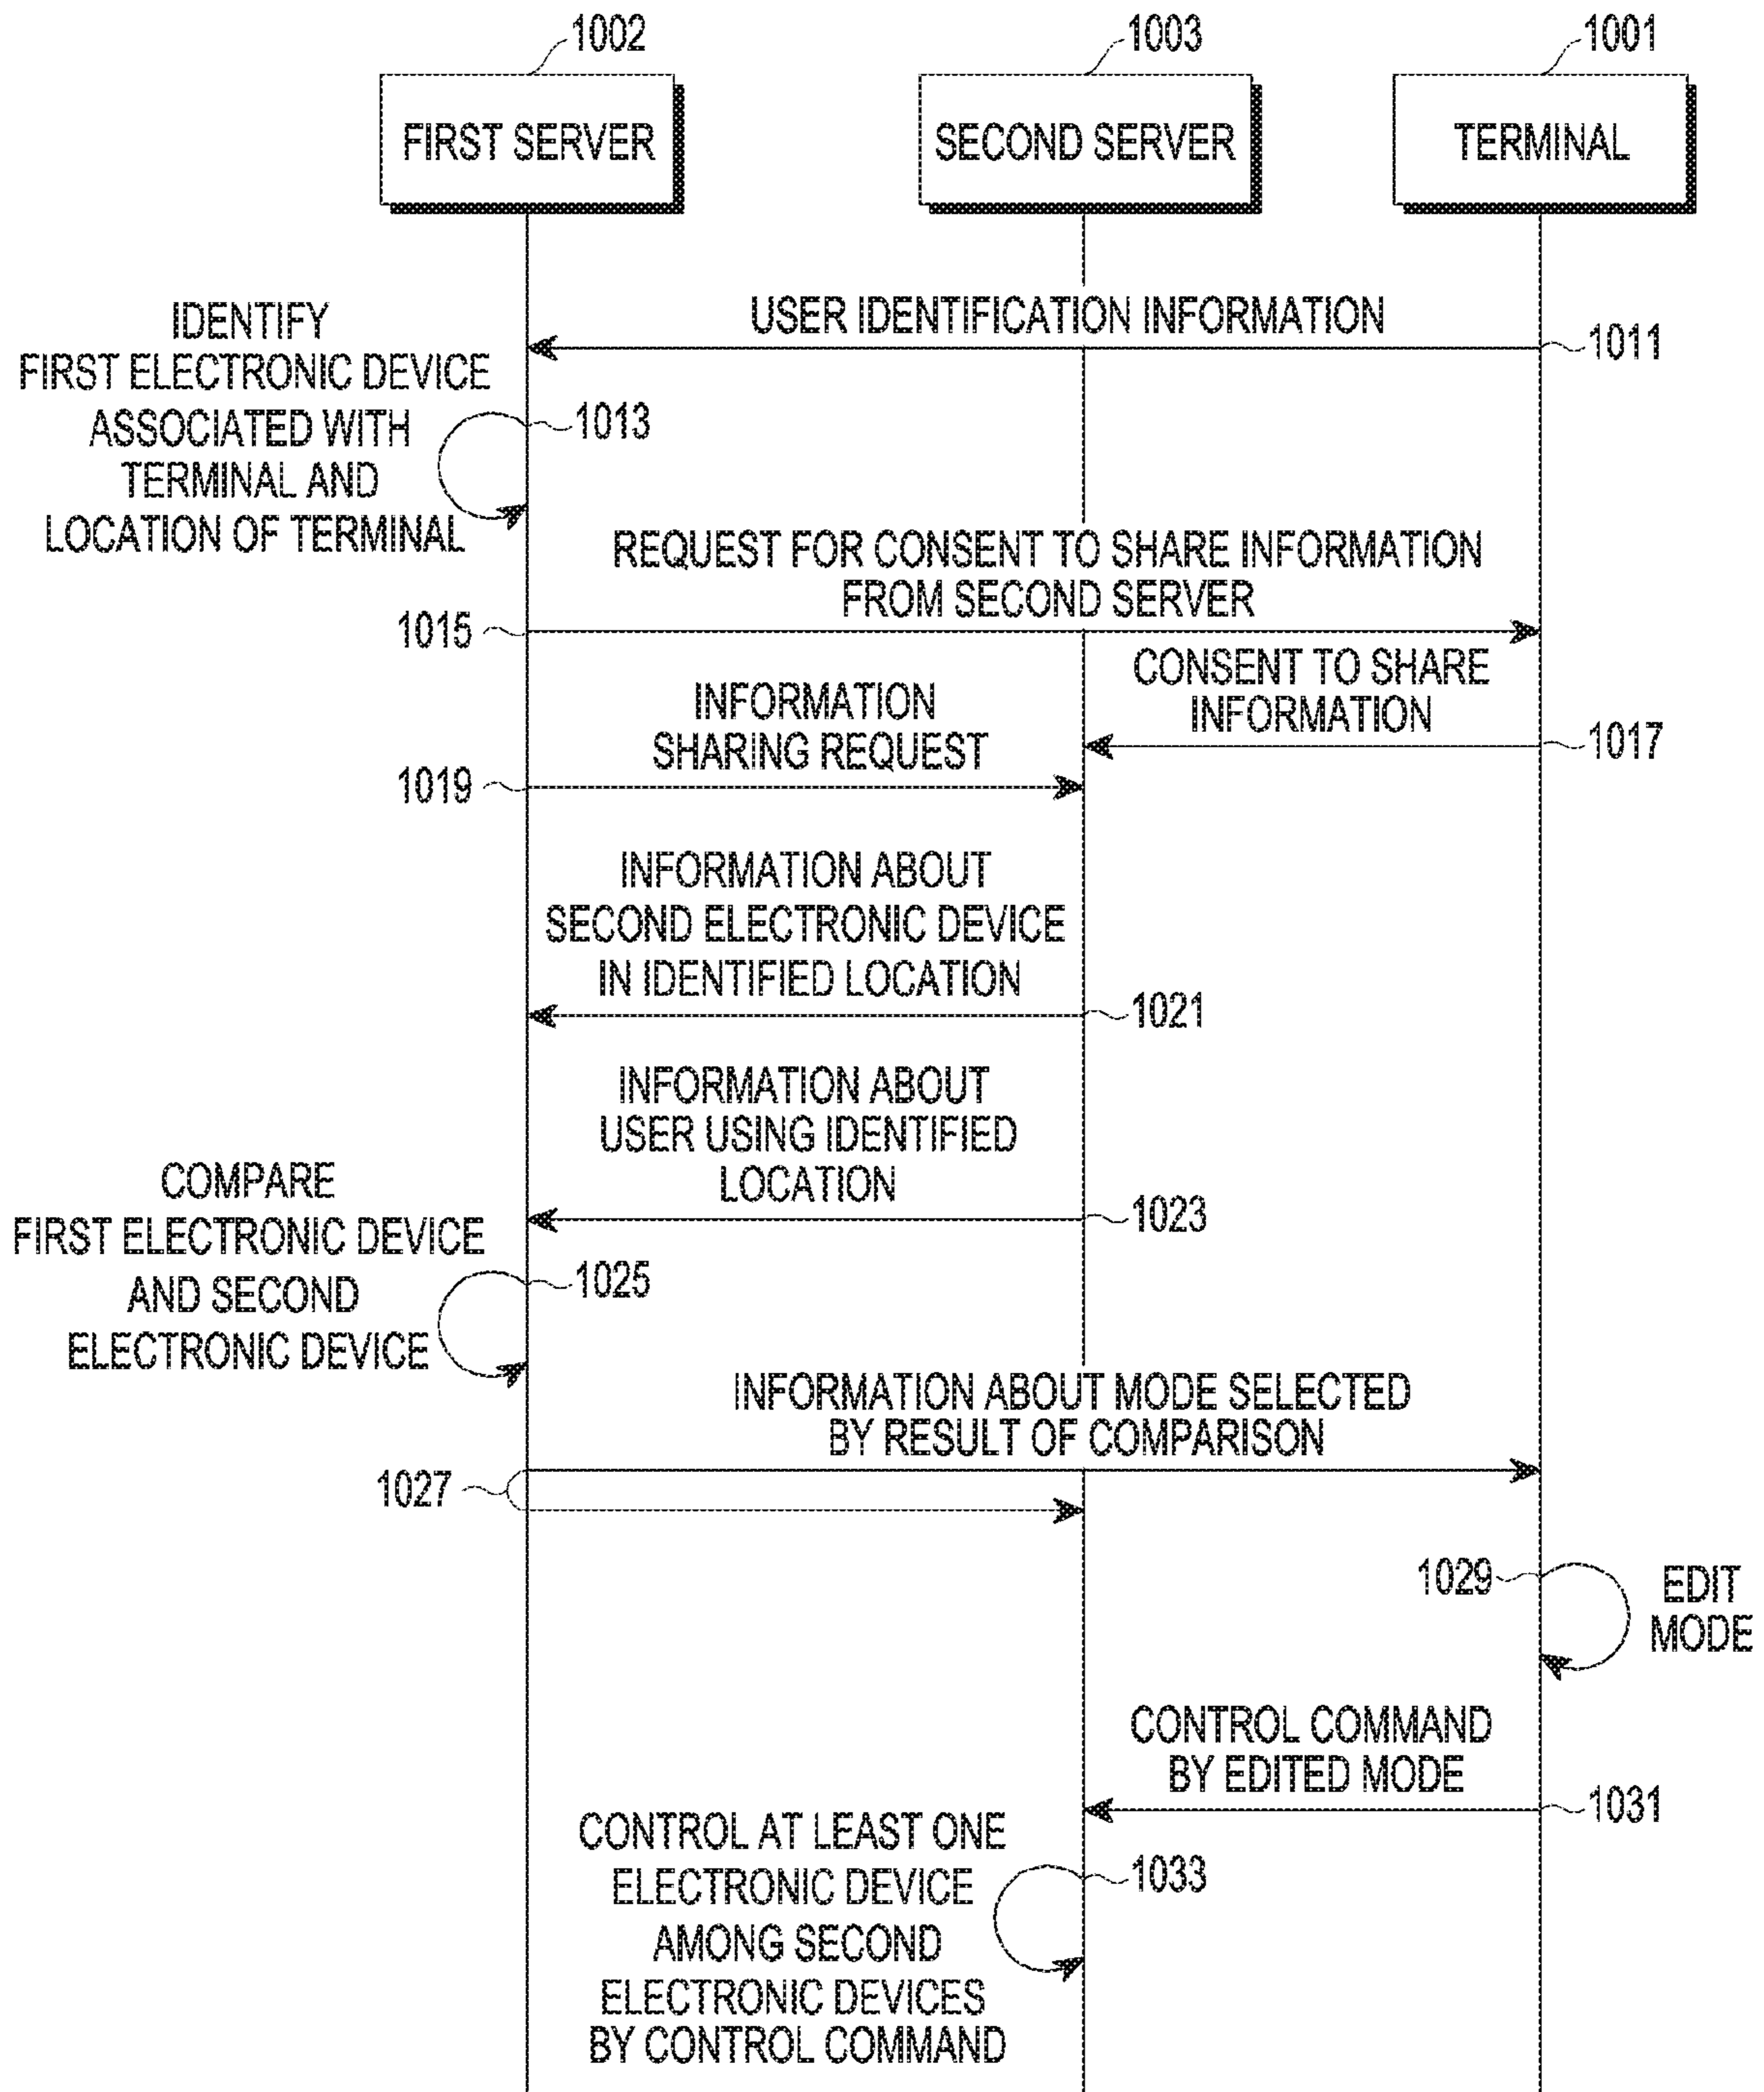 1002
1003
1001
FIRST SERVER
SECOND SERVER
TERMINAL
USER IDENTIFICATION INFORMATION
1011
IDENTIFY
FIRST ELECTRONIC DEVICE
ASSOCIATED WITH
TERMINAL AND
LOCATION OF TERMINAL
1013
REQUEST FOR CONSENT TO SHARE INFORMATION
FROM SECOND SERVER
1015
CONSENT TO SHARE
INFORMATION
1017
INFORMATION
SHARING REQUEST
1019
INFORMATION ABOUT
SECOND ELECTRONIC DEVICE
IN IDENTIFIED LOCATION
1021
INFORMATION ABOUT
USER USING IDENTIFIED
LOCATION
1023
COMPARE
FIRST ELECTRONIC DEVICE
AND SECOND
ELECTRONIC DEVICE
1025
INFORMATION ABOUT MODE SELECTED
BY RESULT OF COMPARISON
1027
1029
EDIT
MODE
CONTROL COMMAND
BY EDITED MODE
1031
CONTROL AT LEAST ONE
ELECTRONIC DEVICE
AMONG SECOND
ELECTRONIC DEVICES
BY CONTROL COMMAND
1033